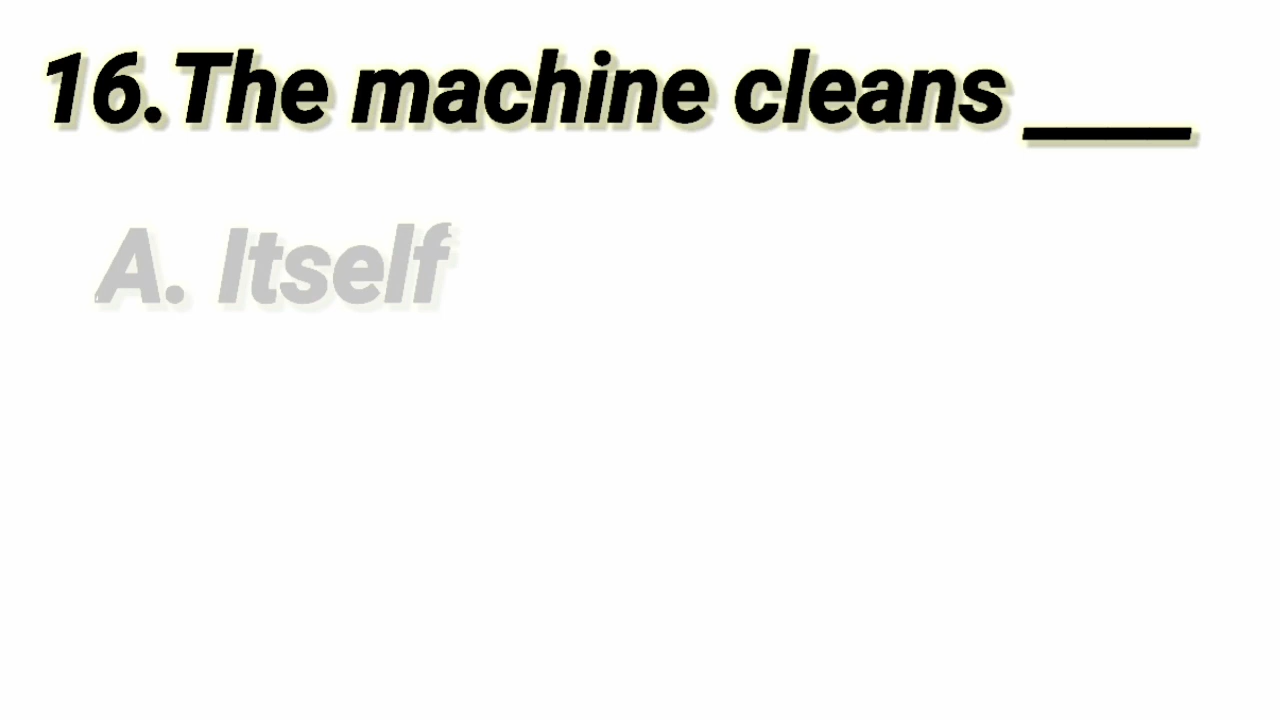 16.The machine cleans ____
A. Itself